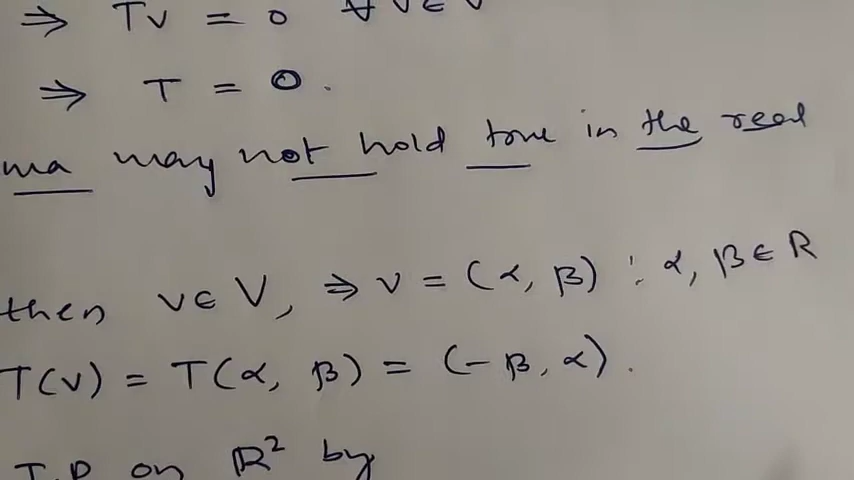 ⇒ Tv = 0 ∀ v ∈ V
⇒ T = 0.
ma may not hold true in the real
then v ∈ V, ⇒ v = (α, β) : α, β ∈ R
T(v) = T(α, β) = (-β, α).
I.P on R² by